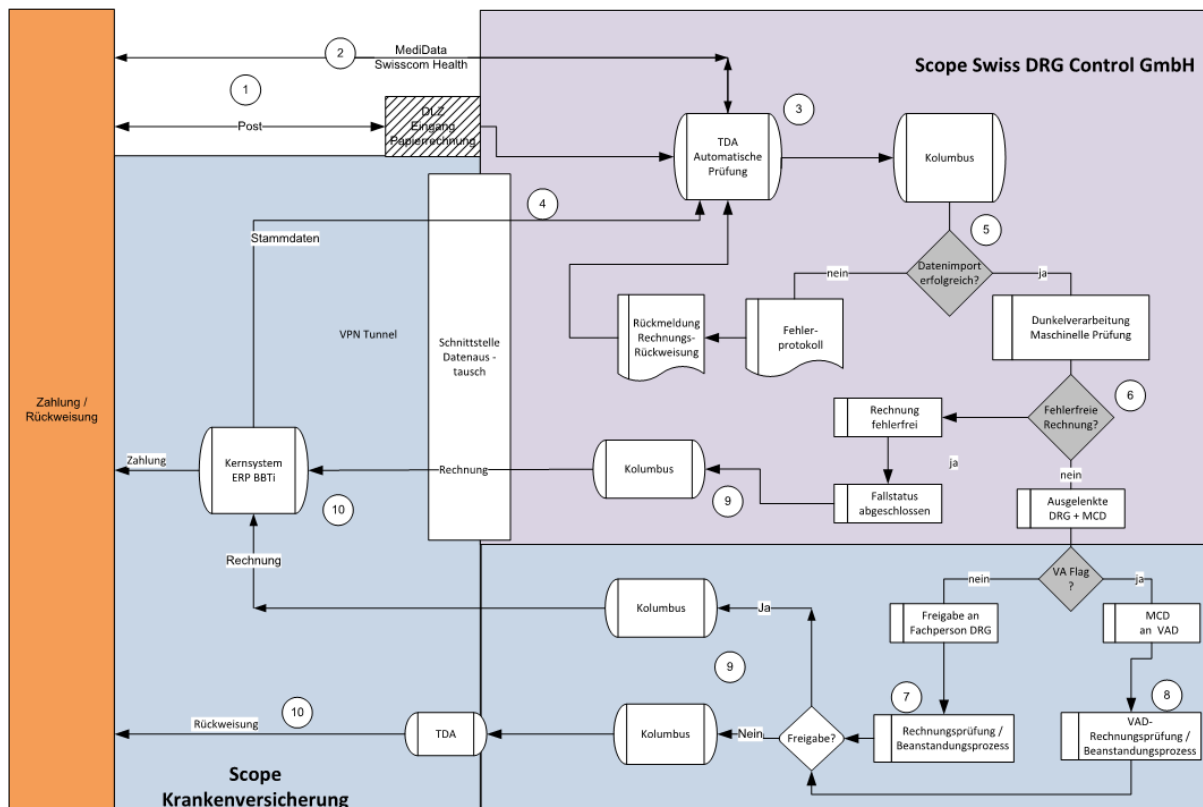 2
MediData
Swisscom Health
Scope Swiss DRG Control GmbH
1
Post
DLZ
Eingang
Papierrechnung
3
TDA
Automatische
Prüfung
Kolumbus
4
Stammdaten
5
Datenimport
erfolgreich?
nein
ja
Rückmeldung
Rechnungs-
Rückweisung
Fehler-
protokoll
Dunkelverarbeitung
Maschinelle Prüfung
VPN Tunnel
Schnittstelle
Datenaus -
tausch
Zahlung /
Rückweisung
Rechnung
fehlerfrei
Fehlerfreie
Rechnung?
6
Zahlung
Kernsystem
ERP BBTi
Rechnung
Kolumbus
ja
nein
9
Fallstatus
abgeschlossen
Ausgelenkte
DRG + MCD
10
Rechnung
VA Flag
?
nein
ja
Kolumbus
Ja
Freigabe an
Fachperson DRG
MCD
an VAD
9
7
8
10
Rückweisung
TDA
Kolumbus
Nein
Freigabe?
Rechnungsprüfung /
Beanstandungsprozess
VAD-
Rechnungsprüfung /
Beanstandungsprozess
Scope
Krankenversicherung